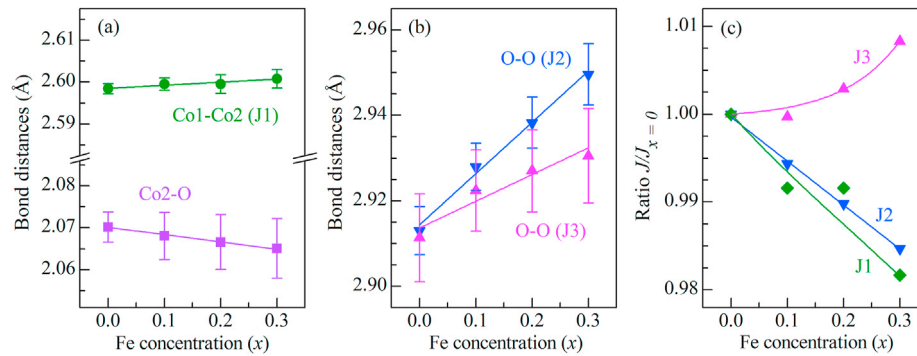 (a)
Bond distances (Å)
2.61
2.60
2.59
2.07
2.06
Co1-Co2 (J1)
Co2-O
0.0 0.1 0.2 0.3
Fe concentration (x)
(b)
Bond distances (Å)
2.96
2.94
2.92
2.90
O-O (J2)
O-O (J3)
0.0 0.1 0.2 0.3
Fe concentration (x)
(c)
Ratio J/Jx = 0
1.01
1.00
0.99
0.98
J3
J2
J1
0.0 0.1 0.2 0.3
Fe concentration (x)